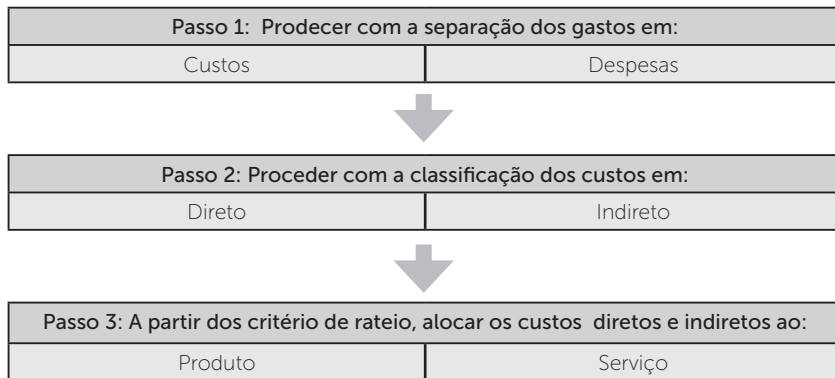 Passo 1: Prodecer com a separação dos gastos em:
Custos Despesas
Passo 2: Proceder com a classificação dos custos em:
Direto Indireto
Passo 3: A partir dos critério de rateio, alocar os custos diretos e indiretos ao:
Produto Serviço